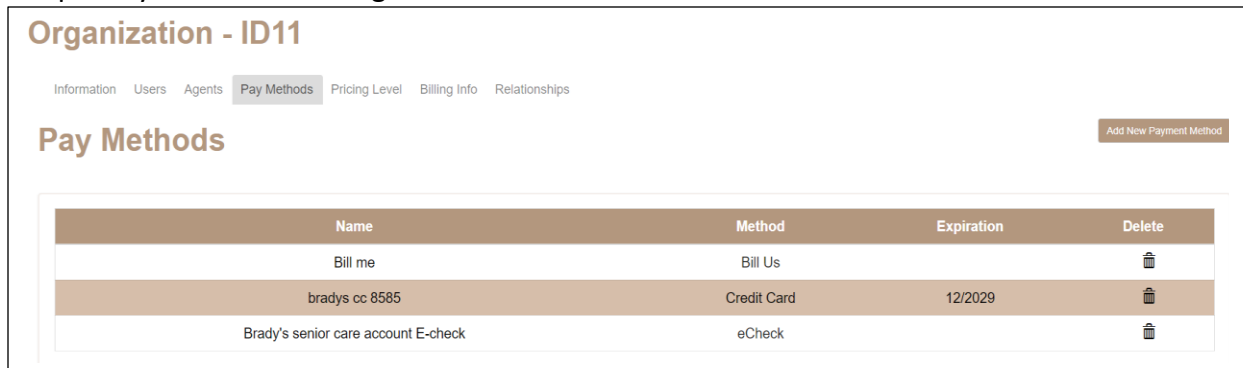 Organization - ID11
Information Users Agents Pay Methods Pricing Level Billing Info Relationships
Pay Methods
Add New Payment Method
Name Method Expiration Delete
Bill me Bill Us
bradys cc 8585 Credit Card 12/2029
Brady's senior care account E-check eCheck